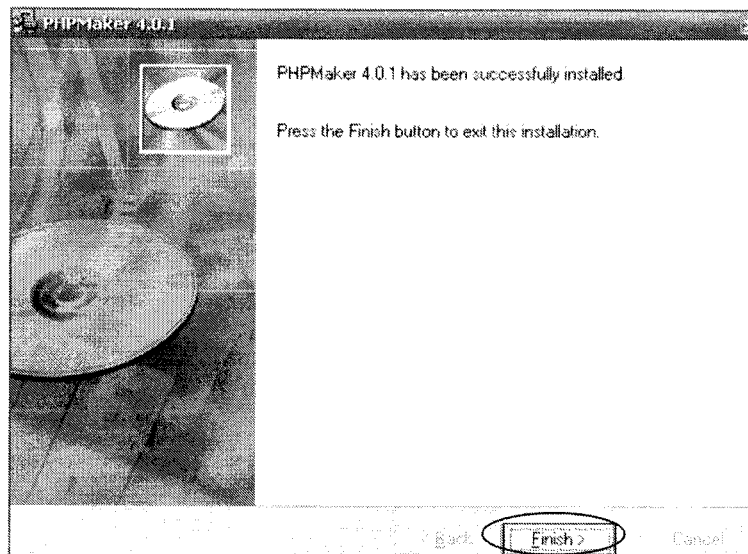 PHPMaker 4.0.1
PHPMaker 4.0.1 has been successfully installed.
Press the Finish button to exit this installation.
Back
Finish >
Cancel